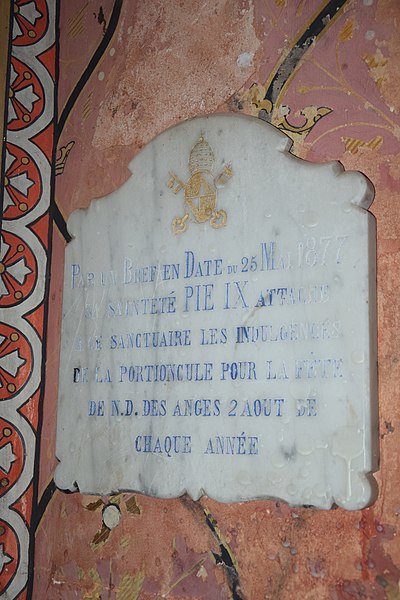 PAR UN BREF EN DATE DU 25 MAI 1877
SA SAINTETÉ PIE IX ATTACHE
SANCTUAIRE LES INDULGENCES
DE LA PORTIONCULE POUR LA FÊTE
DE N.D. DES ANGES 2 AOUT DE
CHAQUE ANNÉE